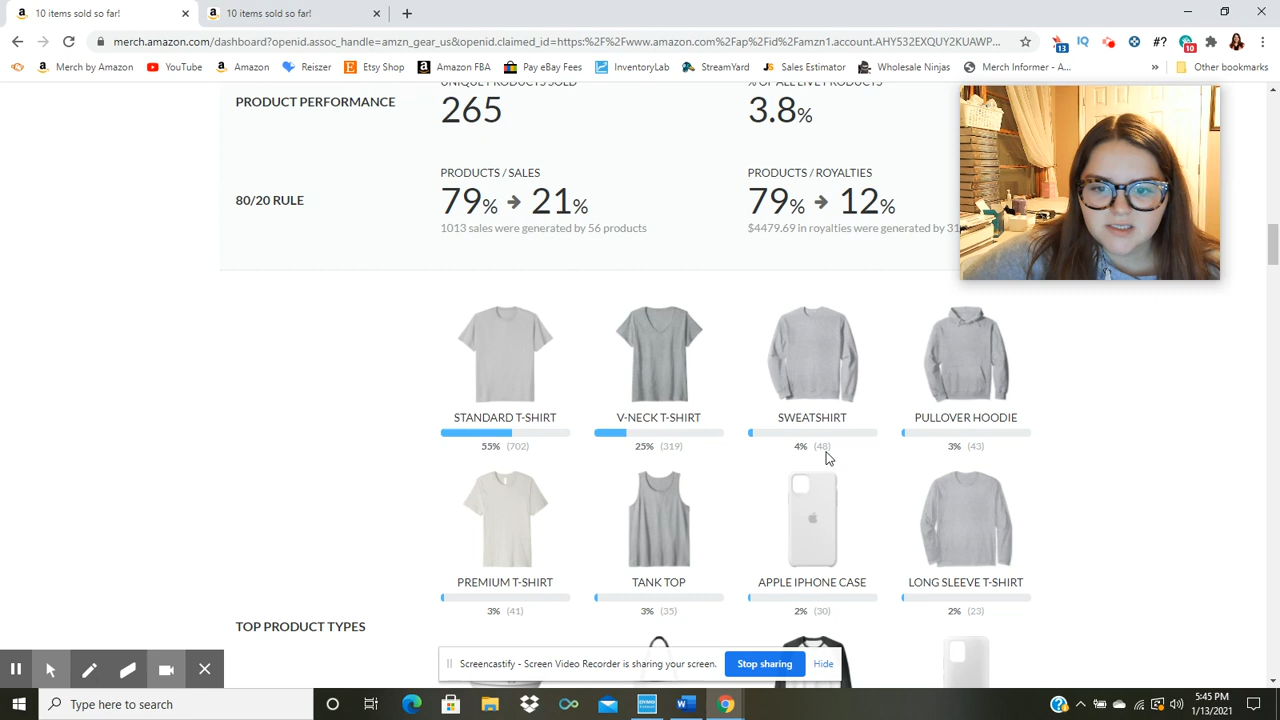 10 items sold so far!
10 items sold so far!
merch.amazon.com/dashboard?openid.assoc_handle=amzn_gear_us&openid.claimed_id=https:%2F%2Fwww.amazon.com%2Fap%2Fid%2Famzn1.account.AHY532EXQUY2KUAWP...
13
IQ
#?
10
Merch by Amazon
YouTube
Amazon
Reiszer
Etsy Shop
Amazon FBA
Pay eBay Fees
InventoryLab
StreamYard
JS Sales Estimator
Wholesale Ninjas
Merch Informer - A...
»
Other bookmarks
UNIQUE PRODUCTS SOLD
% OF ALL LIVE PRODUCTS
PRODUCT PERFORMANCE
265
3.8%
PRODUCTS / SALES
PRODUCTS / ROYALTIES
80/20 RULE
79% → 21%
79% → 12%
1013 sales were generated by 56 products
$4479.69 in royalties were generated by
STANDARD T-SHIRT
V-NECK T-SHIRT
SWEATSHIRT
PULLOVER HOODIE
55% (702)
25% (319)
4% (48)
3% (43)
PREMIUM T-SHIRT
TANK TOP
APPLE IPHONE CASE
LONG SLEEVE T-SHIRT
3% (41)
3% (35)
2% (30)
2% (23)
TOP PRODUCT TYPES
Screencastify - Screen Video Recorder is sharing your screen.
Stop sharing
Hide
Type here to search
5:45 PM
1/13/2021